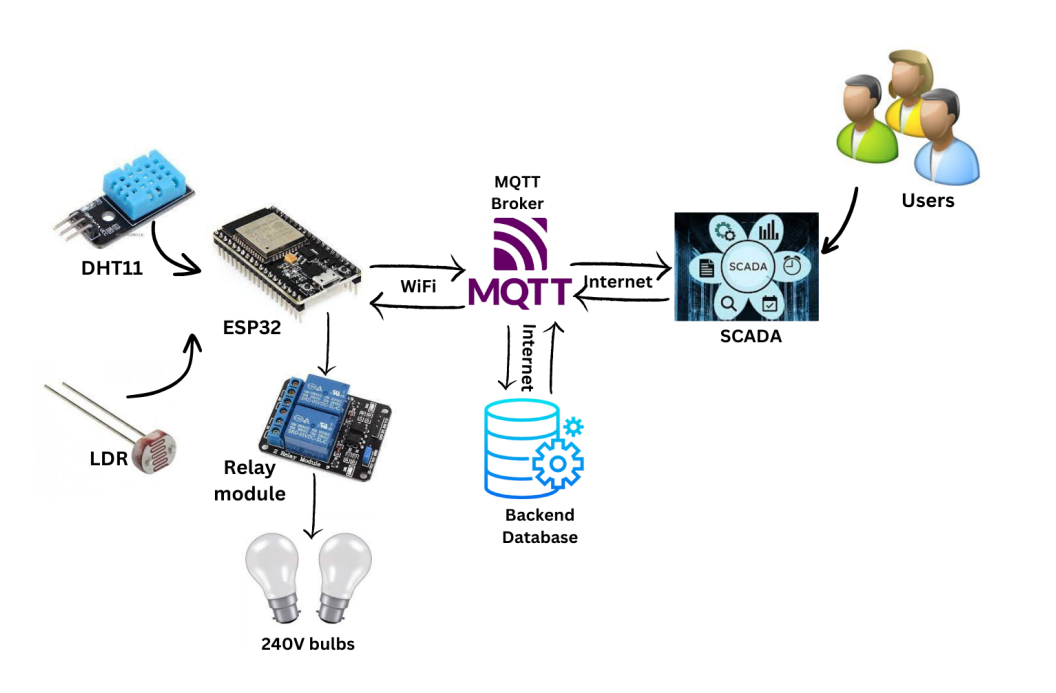 Users
MQTT
Broker
DHT11
MQTT
WiFi
Internet
SCADA
ESP32
SCADA
Internet
LDR
2 Relay Module
Relay
module
Backend
Database
240V bulbs